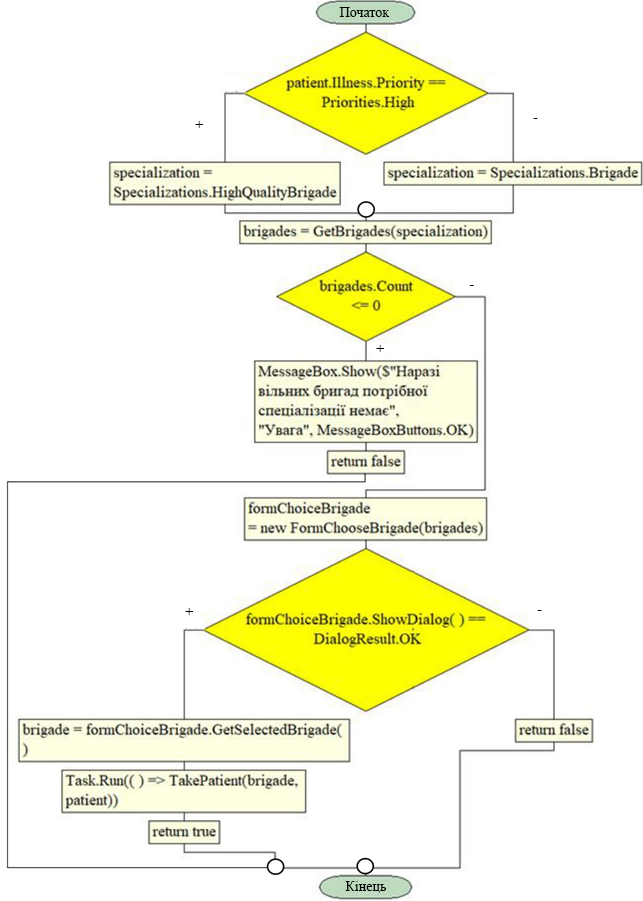 Початок
patient.Illness.Priority ==
Priorities.High
+
-
specialization =
Specializations.HighQualityBrigade
specialization = Specializations.Brigade
brigades = GetBrigades(specialization)
brigades.Count
<= 0
-
+
MessageBox.Show($"Наразі
вільних бригад потрібної
спеціалізації немає",
"Увага", MessageBoxButtons.OK)
return false
formChoiceBrigade
= new FormChooseBrigade(brigades)
+
-
formChoiceBrigade.ShowDialog( ) ==
DialogResult.OK
brigade = formChoiceBrigade.GetSelectedBrigade(
)
return false
Task.Run(( ) => TakePatient(brigade,
patient))
return true
Кінець